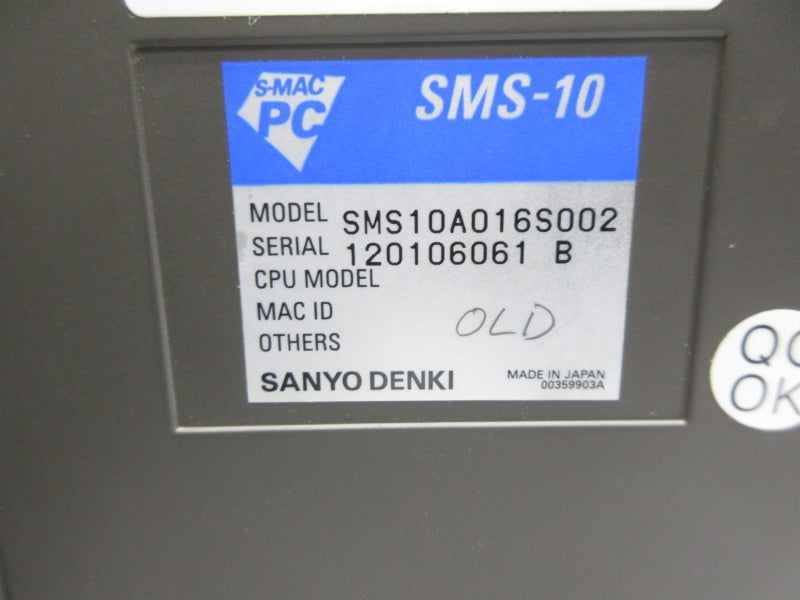 S-MAC
PC
SMS-10
MODEL SMS10A016S002
SERIAL 120106061 B
CPU MODEL
MAC ID
OTHERS
OLD
SANYO DENKI
MADE IN JAPAN
00359903A
OK